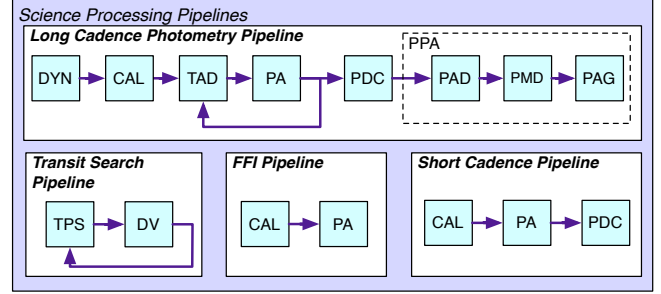 Science Processing Pipelines
Long Cadence Photometry Pipeline
PPA
DYN
CAL
TAD
PA
PDC
PAD
PMD
PAG
Transit Search
Pipeline
TPS
DV
FFI Pipeline
CAL
PA
Short Cadence Pipeline
CAL
PA
PDC